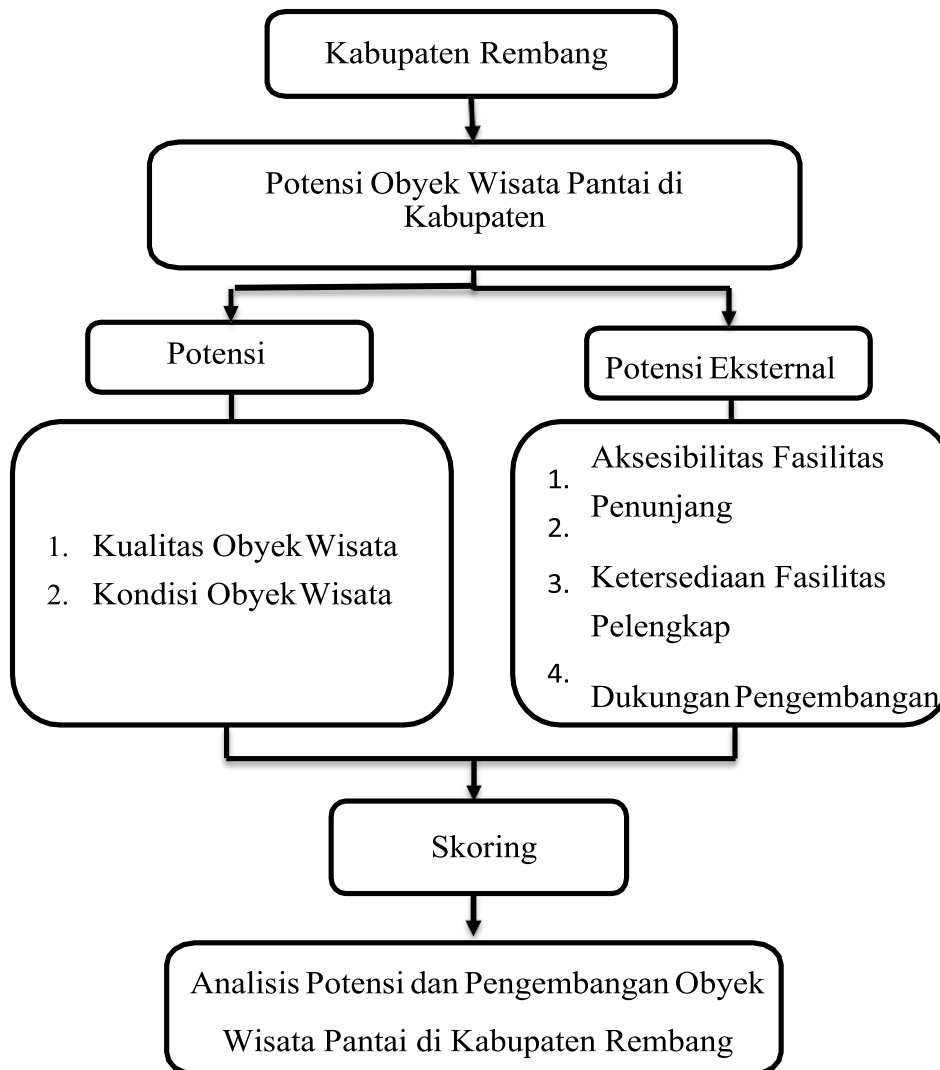 Kabupaten Rembang
Potensi Obyek Wisata Pantai di
Kabupaten
Potensi
Potensi Eksternal
1. Kualitas Obyek Wisata
2. Kondisi Obyek Wisata
1. Aksesibilitas Fasilitas
Penunjang
2.
3. Ketersediaan Fasilitas
Pelengkap
4. Dukungan Pengembangan
Skoring
Analisis Potensi dan Pengembangan Obyek
Wisata Pantai di Kabupaten Rembang